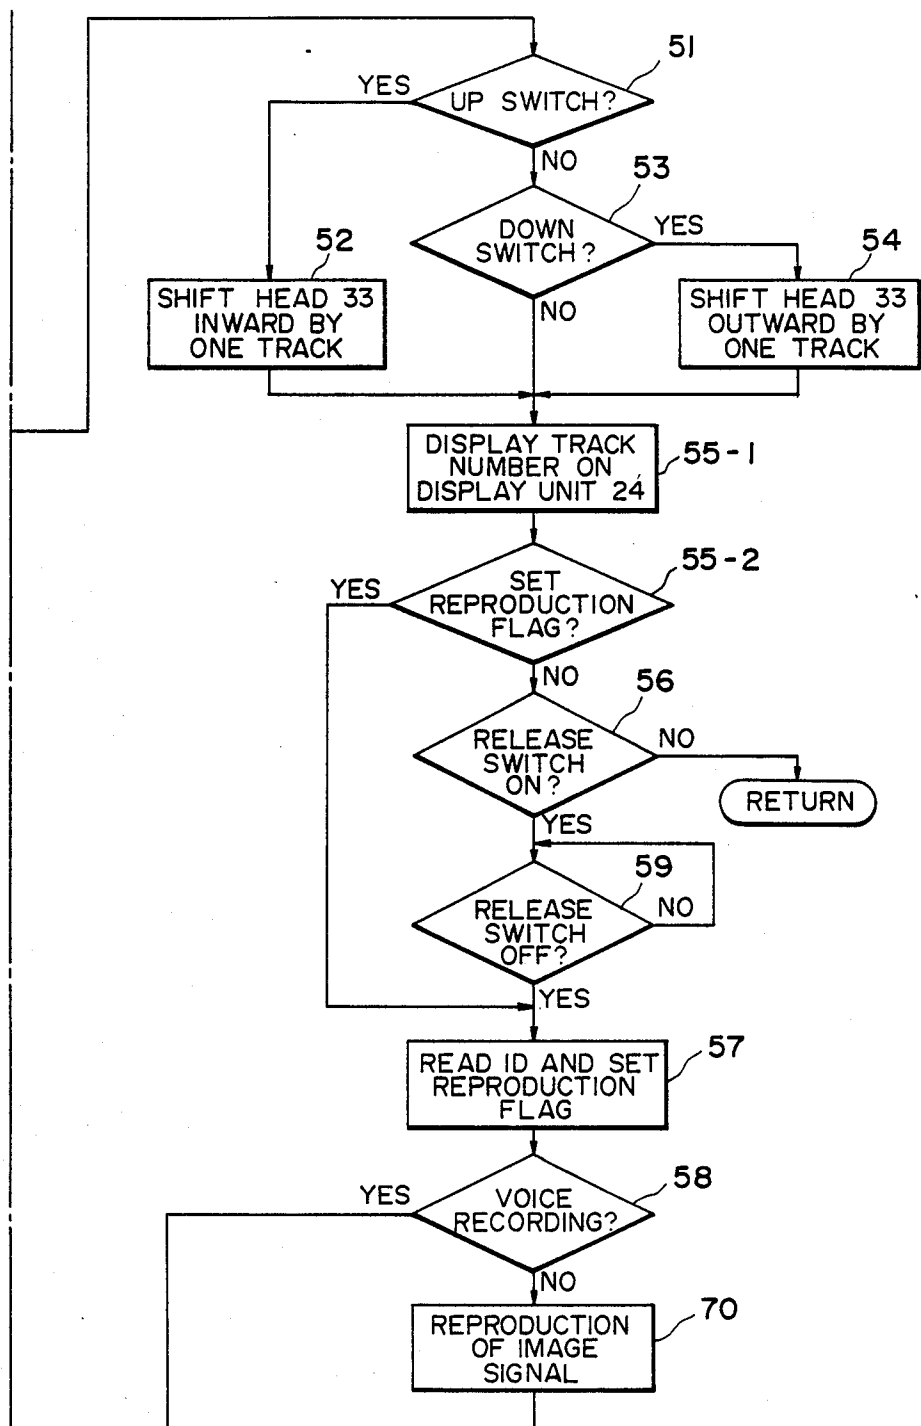 51
YES
UP SWITCH?
NO
53
DOWN
SWITCH?
YES
NO
52
SHIFT HEAD 33
INWARD BY
ONE TRACK
54
SHIFT HEAD 33
OUTWARD BY
ONE TRACK
DISPLAY TRACK
NUMBER ON
DISPLAY UNIT 24
55-1
55-2
YES
SET
REPRODUCTION
FLAG?
NO
56
RELEASE
SWITCH
ON?
NO
RETURN
YES
59
RELEASE
SWITCH
OFF?
NO
YES
57
READ ID AND SET
REPRODUCTION
FLAG
58
YES
VOICE
RECORDING?
NO
70
REPRODUCTION
OF IMAGE
SIGNAL